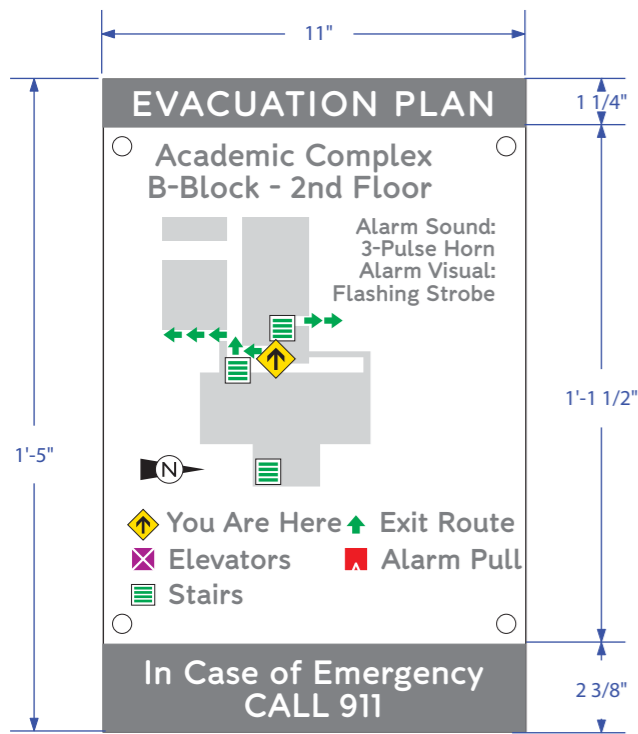 11"
EVACUATION PLAN
1 1/4"
Academic Complex
B-Block - 2nd Floor
Alarm Sound:
3-Pulse Horn
Alarm Visual:
Flashing Strobe
1'-1 1/2"
1'-5"
N
You Are Here
Exit Route
Elevators
Alarm Pull
Stairs
In Case of Emergency
CALL 911
2 3/8"